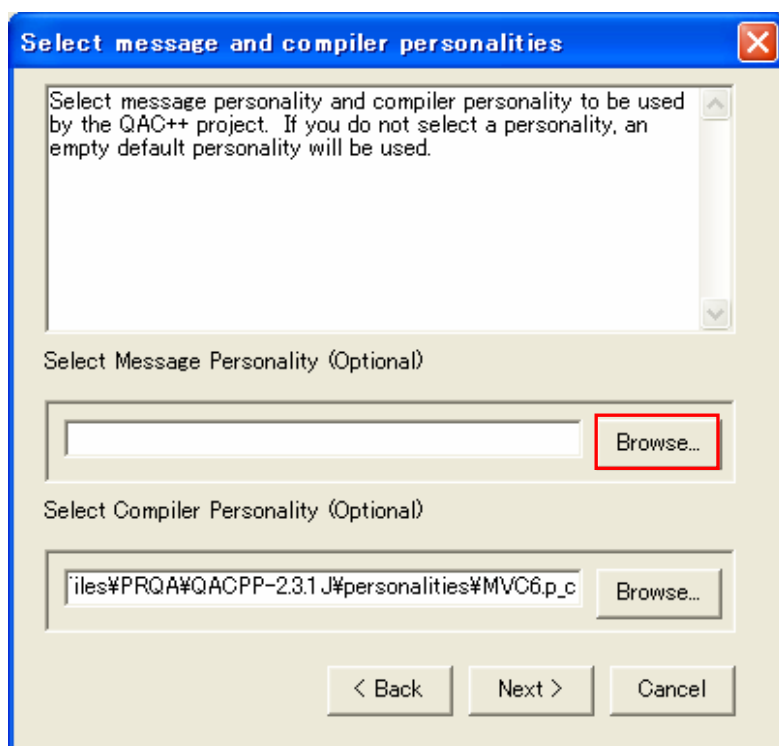 Select message and compiler personalities
Select message personality and compiler personality to be used
by the QAC++ project.  If you do not select a personality, an
empty default personality will be used.
Select Message Personality (Optional)
Browse...
Select Compiler Personality (Optional)
iles¥PRQA¥QACPP-2.3.1J¥personalities¥MVC6.p_c
Browse...
< Back
Next >
Cancel